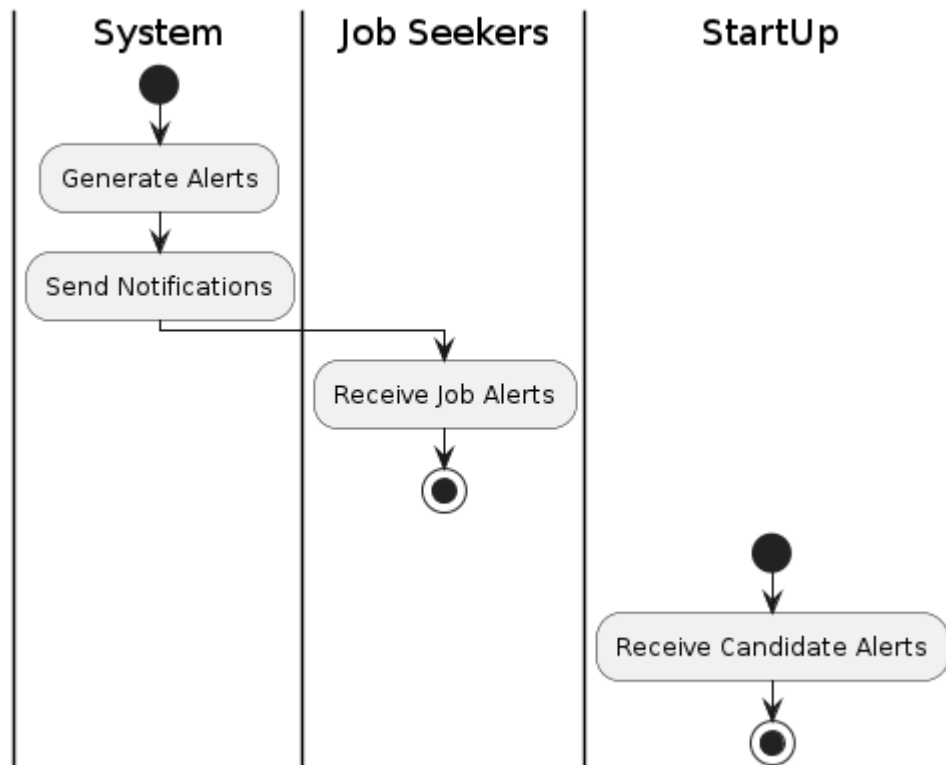 System
Job Seekers
StartUp
Generate Alerts
Send Notifications
Receive Job Alerts
Receive Candidate Alerts